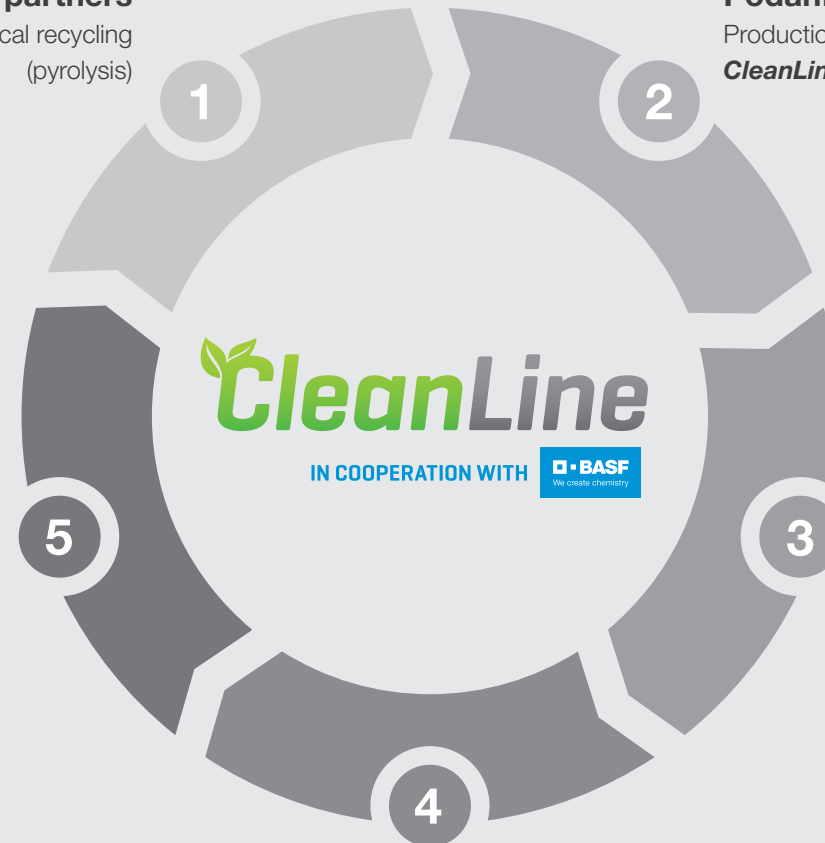 partners
cal recycling
(pyrolysis)
Productio
CleanLin
1
2
3
4
5
CleanLine
IN COOPERATION WITH
BASF
We create chemistry